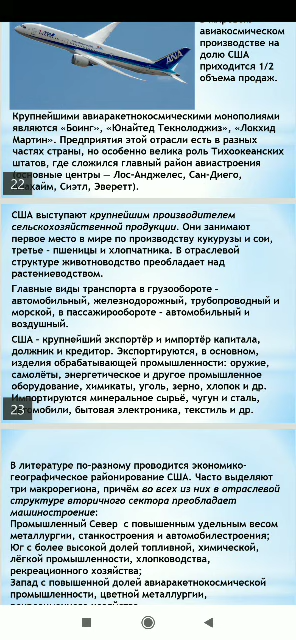 авиакосмическом
производстве на
долю США
приходится 1/2
объема продаж.
ANA
Крупнейшими авиаракетнокосмическими монополиями
являются «Боинг», «Юнайтед Текнолоджиз», «Локхид
Мартин». Предприятия этой отрасли есть в разных
частях страны, но особенно велика роль Тихоокеанских
штатов, где сложился главный район авиастроения
(основные центры — Лос-Анджелес, Сан-Диего,
хайм, Сиэтл, Эверетт).
22
США выступают крупнейшим производителем
сельскохозяйственной продукции. Они занимают
первое место в мире по производству кукурузы и сои,
третье – пшеницы и хлопчатника. В отраслевой
структуре животноводство преобладает над
растениеводством.
Главные виды транспорта в грузообороте –
автомобильный, железнодорожный, трубопроводный и
морской, в пассажирообороте – автомобильный и
воздушный.
США – крупнейший экспортёр и импортёр капитала,
должник и кредитор. Экспортируются, в основном,
изделия обрабатывающей промышленности: оружие,
самолёты, энергетическое и другое промышленное
оборудование, химикаты, уголь, зерно, хлопок и др.
Импортируются минеральное сырьё, чугун и сталь,
омобили, бытовая электроника, текстиль и др.
23
В литературе по-разному проводится экономико-
географическое районирование США. Часто выделяют
три макрорегиона, причём во всех из них в отраслевой
структуре вторичного сектора преобладает
машиностроение:
Промышленный Север с повышенным удельным весом
металлургии, станкостроения и автомобилестроения;
Юг с более высокой долей топливной, химической,
лёгкой промышленности, хлопководства,
рекреационного хозяйства;
Запад с повышенной долей авиаракетнокосмической
промышленности, цветной металлургии,